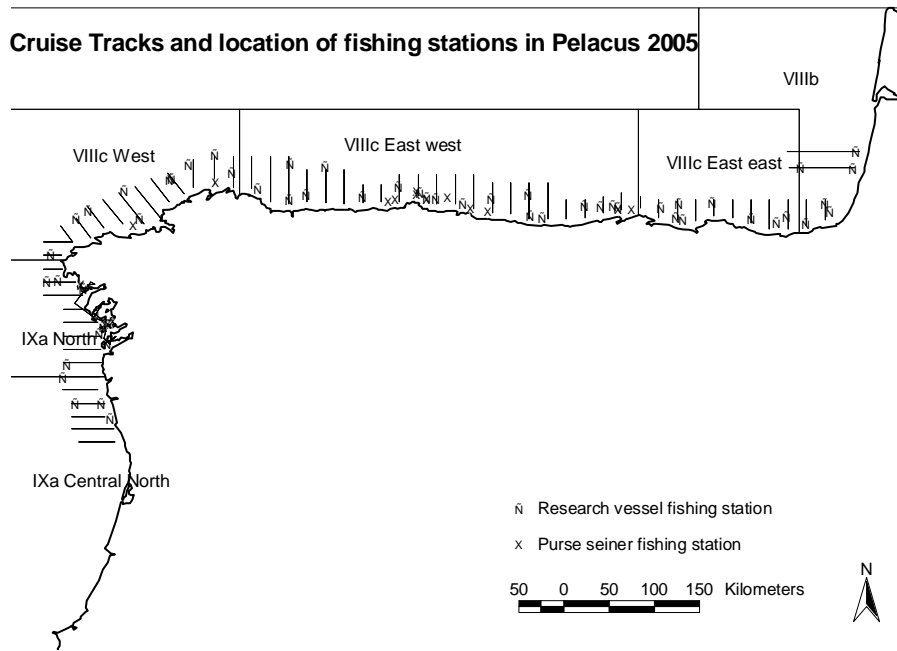 Cruise Tracks and location of fishing stations in Pelacus 2005
VIIIb
VIIIc East west
VIIIc West
VIIIc East east
IXa North
IXa Central North
Ñ Research vessel fishing station
X Purse seiner fishing station
N
50 0 50 100 150 Kilometers